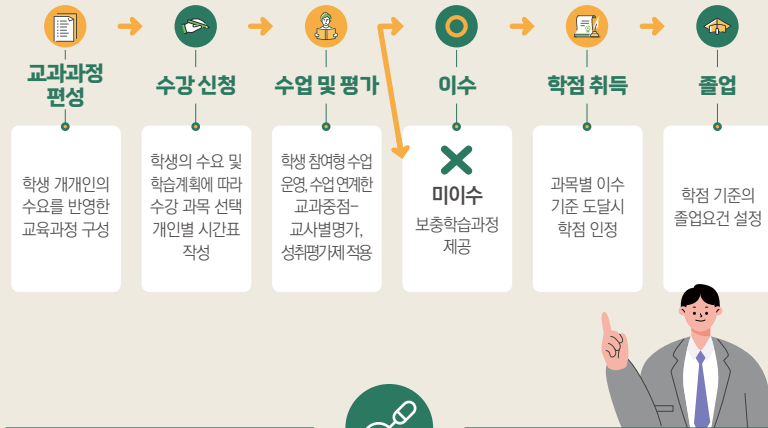 교과과정
편성
수강 신청
수업 및 평가
이수
학점 취득
졸업
학생 개개인의
수요를 반영한
교육과정 구성
학생의 수요 및
학습계획에 따라
수강 과목 선택
개인별 시간표
작성
학생 참여형 수업
운영, 수업 연계한
교과중점-
교사별명가,
성취평가제 적용
미이수
보충학습과정
제공
과목별 이수
기준 도달시
학점 인정
학점 기준의
졸업요건 설정